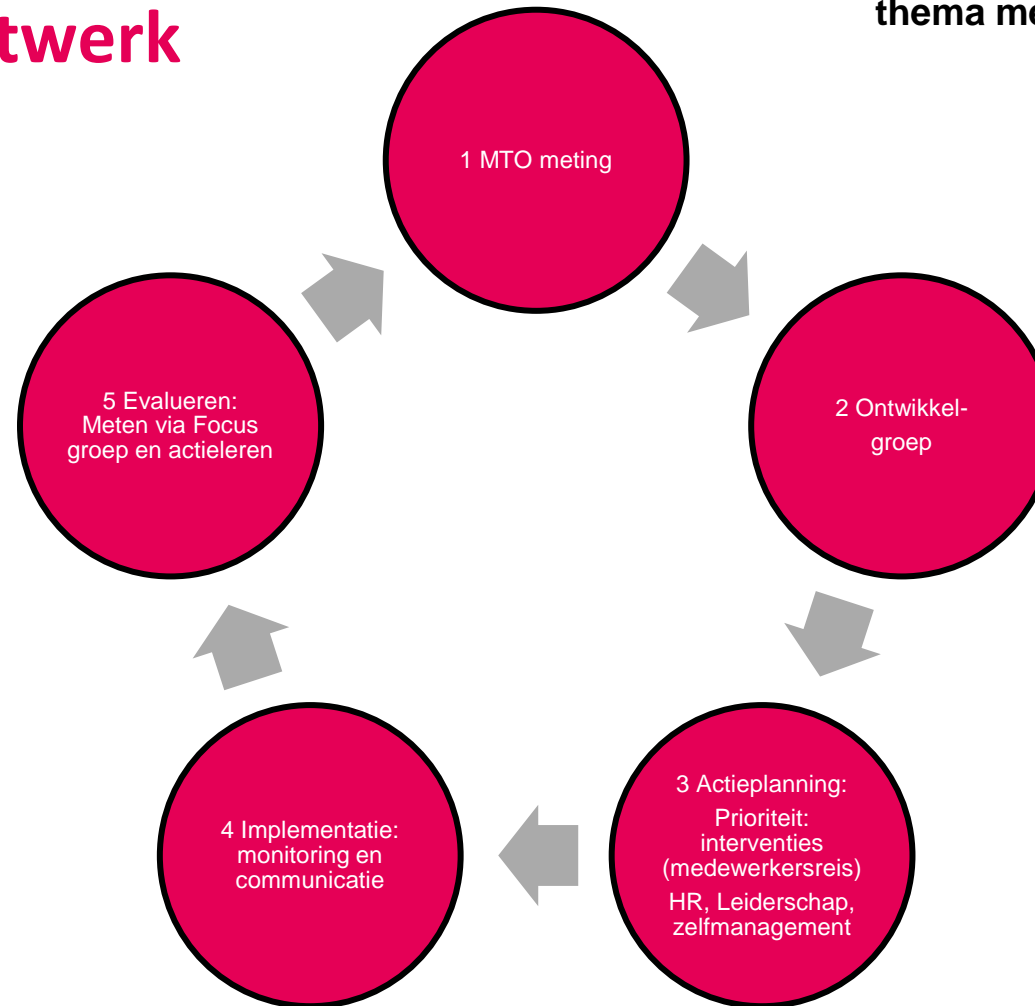 twerk
thema me
1 MTO meting
5 Evalueren:
Meten via Focus
groep en actieleren
2 Ontwikkel-
groep
4 Implementatie:
monitoring en
communicatie
3 Actieplanning:
Prioriteit:
interventies
(medewerkersreis)
HR, Leiderschap,
zelfmanagement